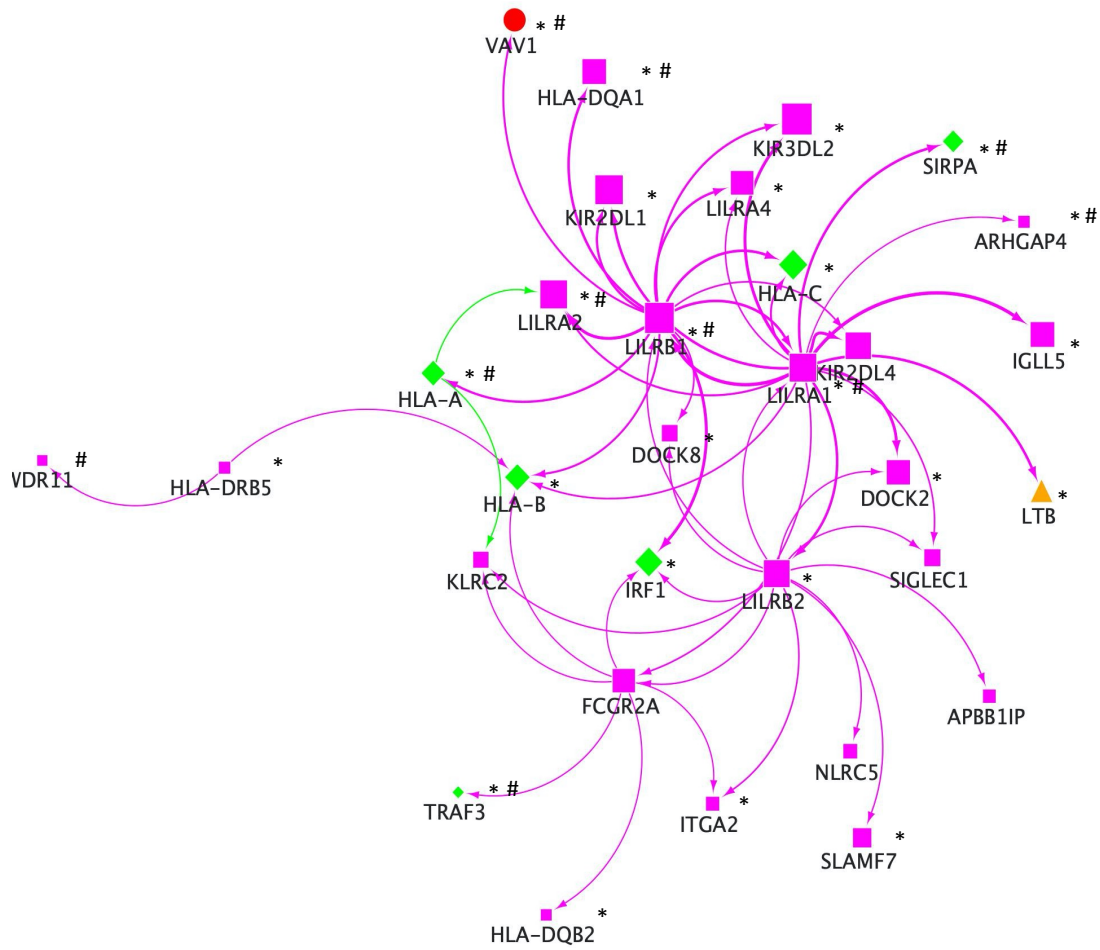 * #
VAV1
* #
HLA-DQA1
*
KIR3DL2
* #
SIRPA
*
KIR2DL1
*
LILRA4
* #
ARHGAP4
*
HLA-C
* #
LILRA2
* #
LILRB1
*
IGLL5
KIR2DL4
* #
LILRA1
* #
HLA-A
*
DOCK8
#
VDR11
*
HLA-DRB5
*
HLA-B
*
DOCK2
*
LTB
KLRC2
*
IRF1
*
LILRB2
SIGLEC1
FCGR2A
APBB1IP
NLRC5
* #
TRAF3
*
ITGA2
*
SLAMF7
*
HLA-DQB2